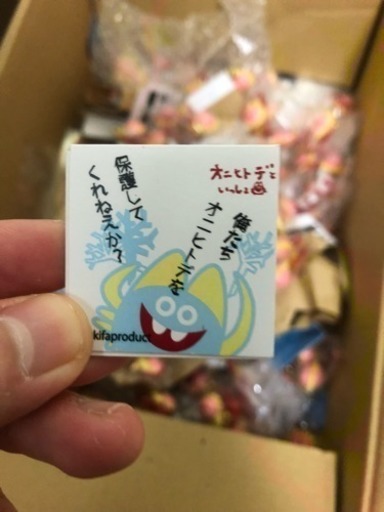 オニヒトデと
いっしょ
俺たち
オニヒトデを
保護して
くれねえか？
kifaproduct